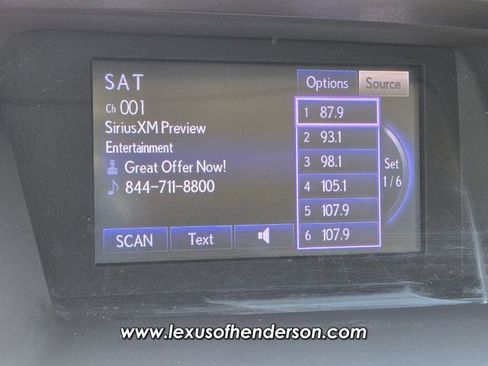 SAT
Ch 001
SiriusXM Preview
Entertainment
Great Offer Now!
844-711-8800
SCAN Text
Options Source
1 87.9
2 93.1
3 98.1
4 105.1
5 107.9
6 107.9
Set
1/6
www.lexusofhenderson.com